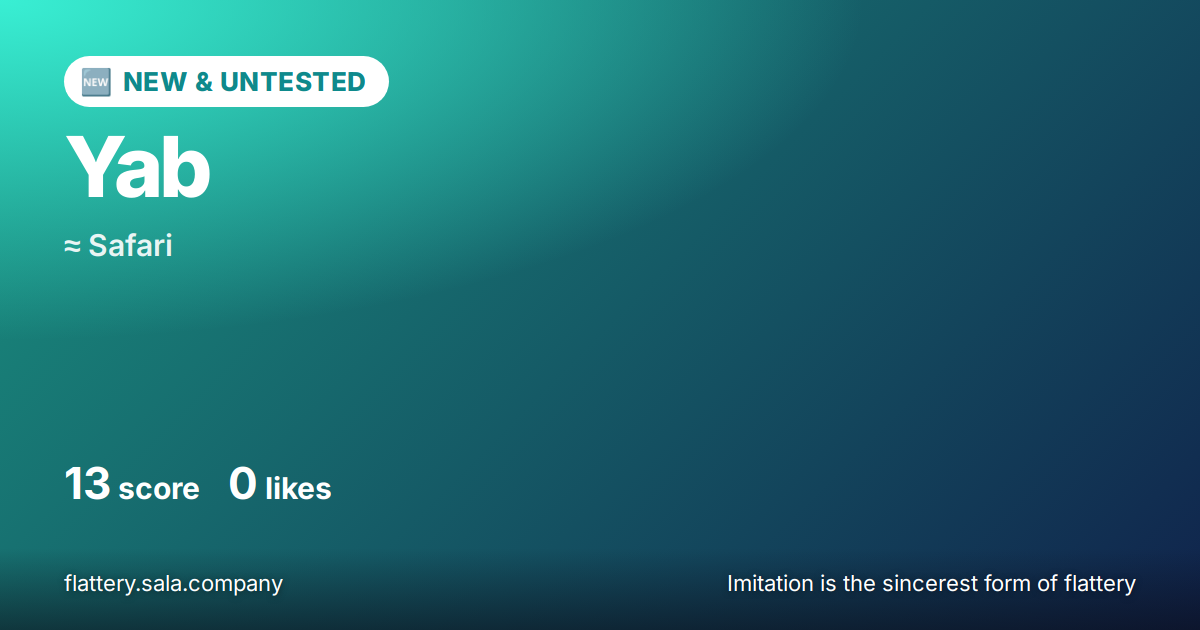 🆕 NEW & UNTESTED
Yab
≈ Safari
13 score 0 likes
flattery.sala.company
Imitation is the sincerest form of flattery